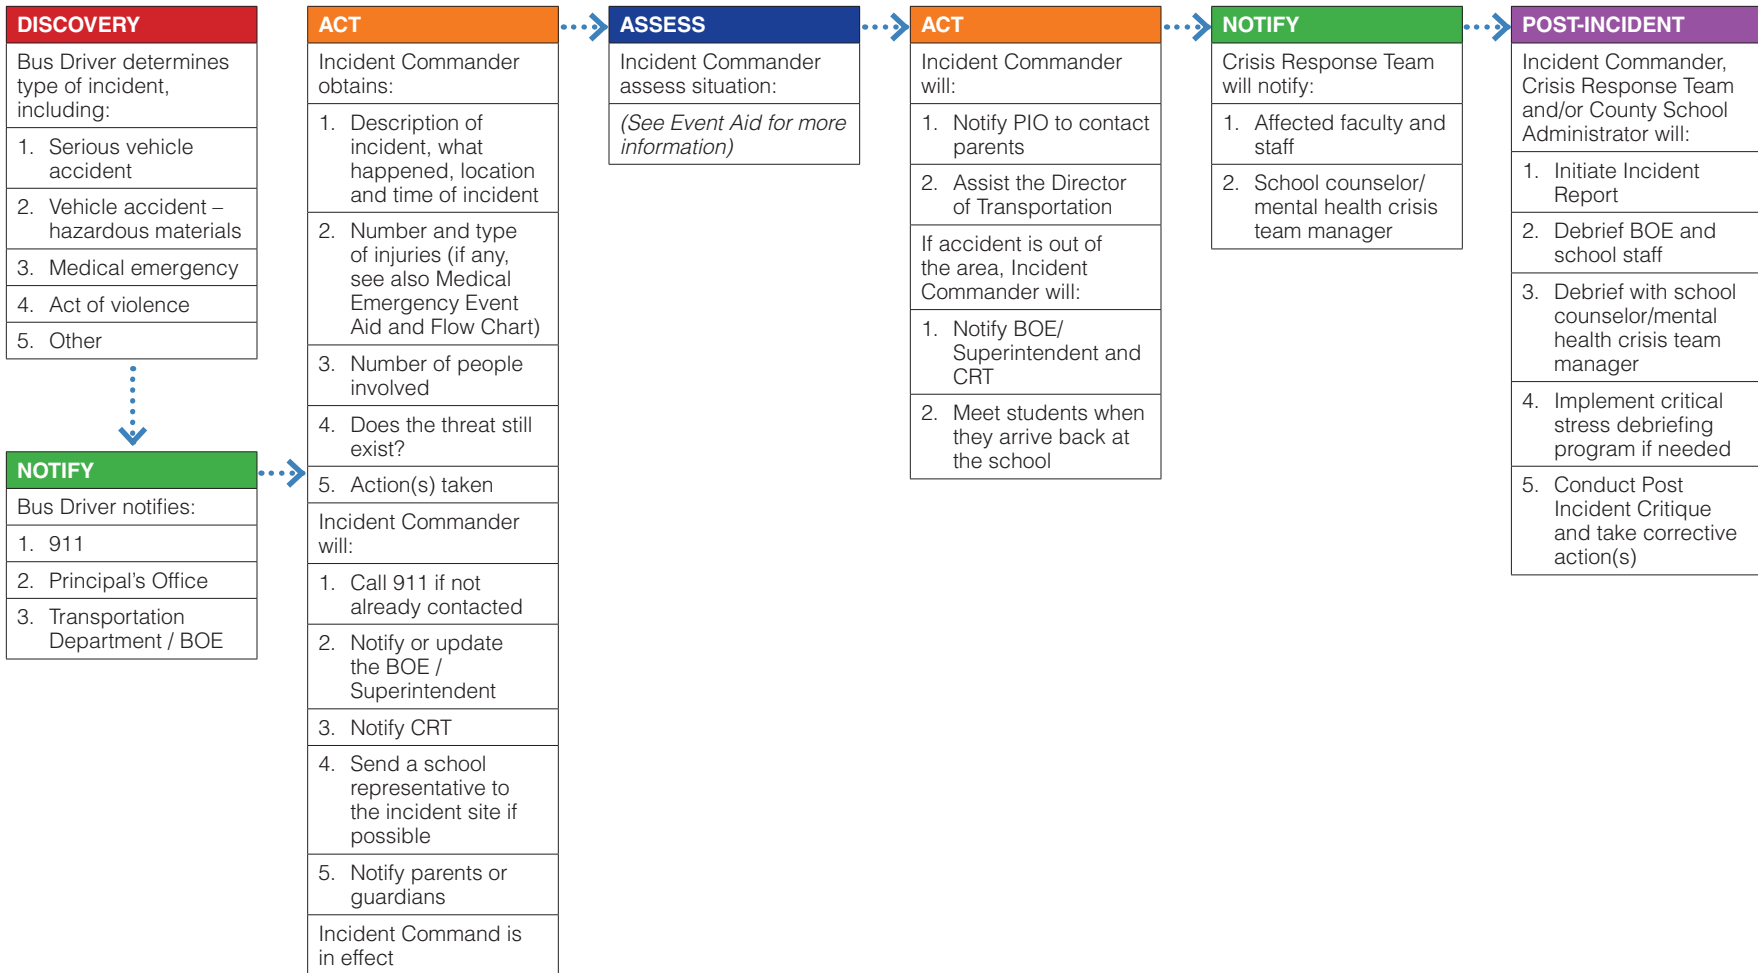 DISCOVERY
Bus Driver determines
type of incident,
including:
1. Serious vehicle
accident
2. Vehicle accident –
hazardous materials
3. Medical emergency
4. Act of violence
5. Other
NOTIFY
Bus Driver notifies:
1. 911
2. Principal's Office
3. Transportation
Department / BOE
ACT
Incident Commander
obtains:
1. Description of
incident, what
happened, location
and time of incident
2. Number and type
of injuries (if any,
see also Medical
Emergency Event
Aid and Flow Chart)
3. Number of people
involved
4. Does the threat still
exist?
5. Action(s) taken
Incident Commander
will:
1. Call 911 if not
already contacted
2. Notify or update
the BOE /
Superintendent
3. Notify CRT
4. Send a school
representative to
the incident site if
possible
5. Notify parents or
guardians
Incident Command is
in effect
ASSESS
Incident Commander
assess situation:
(See Event Aid for more
information)
ACT
Incident Commander
will:
1. Notify PIO to contact
parents
2. Assist the Director
of Transportation
If accident is out of
the area, Incident
Commander will:
1. Notify BOE/
Superintendent and
CRT
2. Meet students when
they arrive back at
the school
NOTIFY
Crisis Response Team
will notify:
1. Affected faculty and
staff
2. School counselor/
mental health crisis
team manager
POST-INCIDENT
Incident Commander,
Crisis Response Team
and/or County School
Administrator will:
1. Initiate Incident
Report
2. Debrief BOE and
school staff
3. Debrief with school
counselor/mental
health crisis team
manager
4. Implement critical
stress debriefing
program if needed
5. Conduct Post
Incident Critique
and take corrective
action(s)